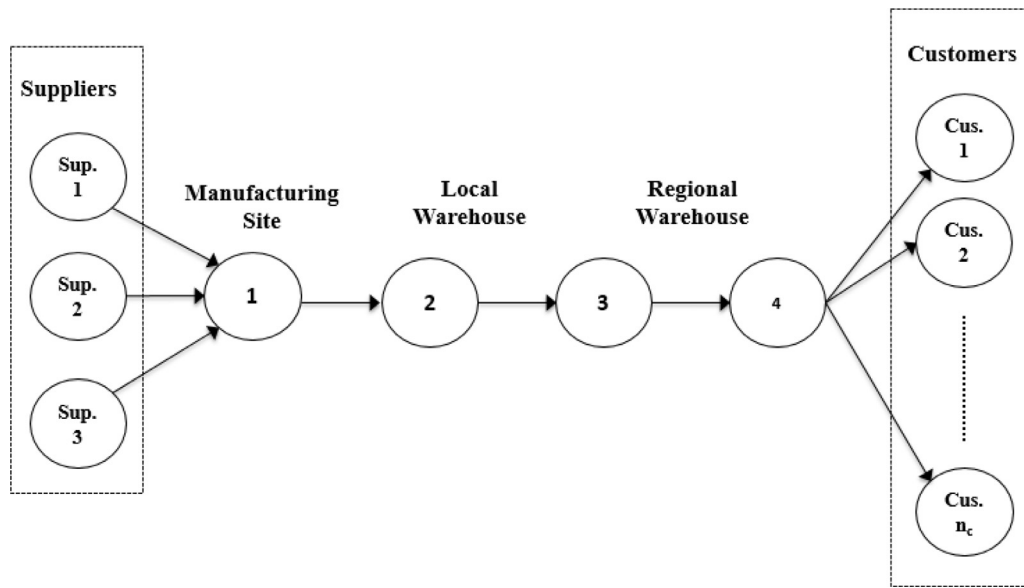 Suppliers
Sup.
1
Sup.
2
Sup.
3
Manufacturing
Site
1
Local
Warehouse
2
3
Regional
Warehouse
4
Customers
Cus.
1
Cus.
2
Cus.
n_c